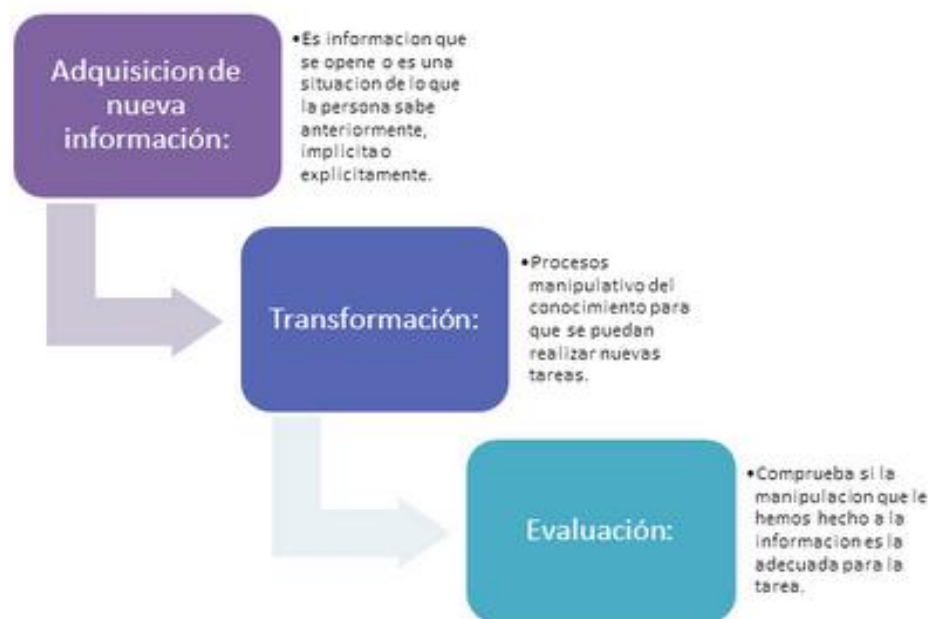 Adquisicion de
nueva
información:
•Es informacion que
se opene o es una
situacion de lo que
la persona sabe
anteriormente,
implicita o
explicitamente.
Transformación:
•Procesos
manipulativo del
conocimiento para
que se puedan
realizar nuevas
tareas.
Evaluación:
•Comprueba si la
manipulacion que le
hemos hecho a la
informacion es la
adecuada para la
tarea.